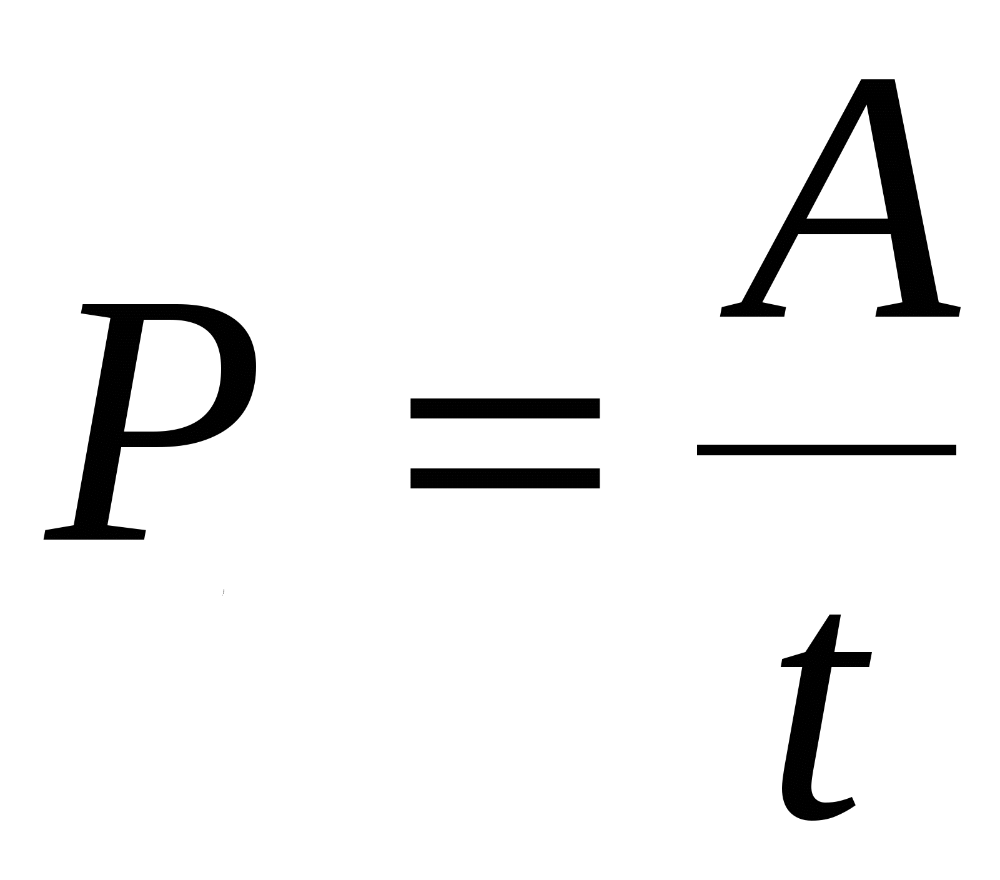 P = A/t